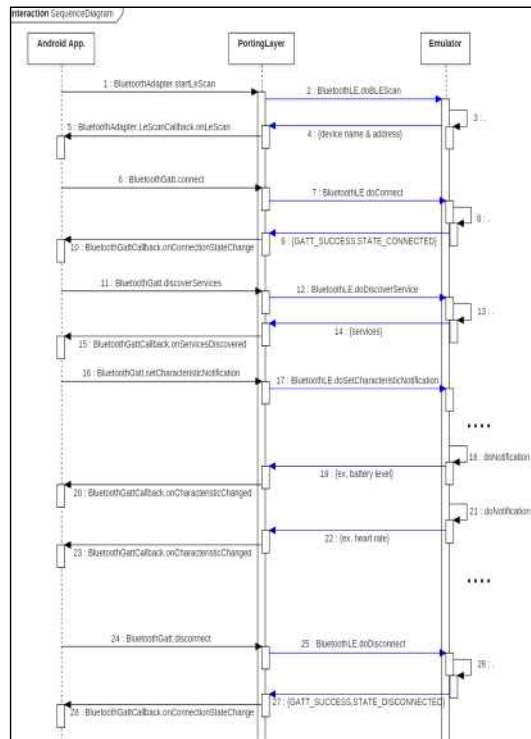 interaction SequenceDiagram
Android App.
PortingLayer
Emulator
1 : BluetoothAdapter.startLeScan
2 : BluetoothLE.doBLEScan
3 : .
4 : {device name & address}
5 : BluetoothAdapter.LeScanCallback.onLeScan
6 : BluetoothGatt.connect
7 : BluetoothLE.doConnect
8 : .
9 : {GATT_SUCCESS.STATE_CONNECTED}
10 : BluetoothGattCallback.onConnectionStateChange
11 : BluetoothGatt.discoverServices
12 : BluetoothLE.doDiscoverService
13 : .
14 : {services}
15 : BluetoothGattCallback.onServicesDiscovered
16 : BluetoothGatt.setCharacteristicNotification
17 : BluetoothLE.doSetCharacteristicNotification
....
18 : doNotification
19 : {ex. battery level}
20 : BluetoothGattCallback.onCharacteristicChanged
21 : doNotification
22 : {ex. heart rate}
23 : BluetoothGattCallback.onCharacteristicChanged
....
24 : BluetoothGatt.disconnect
25 : BluetoothLE.doDisconnect
26 : .
27 : {GATT_SUCCESS.STATE_DISCONNECTED}
28 : BluetoothGattCallback.onConnectionStateChange